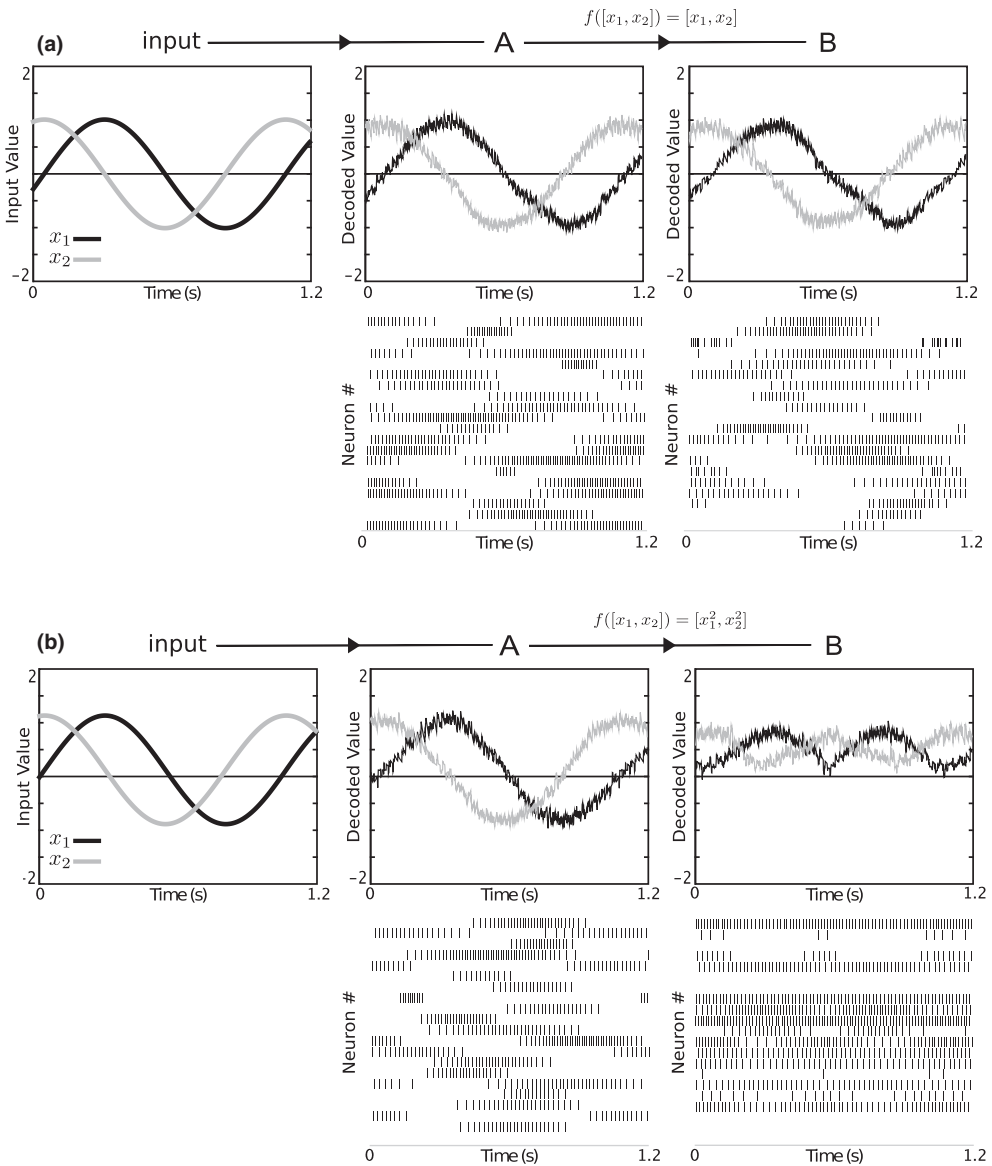 f([x₁, x₂]) = [x₁, x₂]
(a) input A B
2 2 2
Input Value Decoded Value Decoded Value
x₁
x₂
−2 −2 −2
0 Time (s) 1.2 0 Time (s) 1.2 0 Time (s) 1.2
Neuron # Neuron #
0 Time (s) 1.2 0 Time (s) 1.2
f([x₁, x₂]) = [x₁², x₂²]
(b) input A B
2 2 2
Input Value Decoded Value Decoded Value
x₁
x₂
-2 −2 −2
0 Time (s) 1.2 0 Time (s) 1.2 0 Time (s) 1.2
Neuron # Neuron #
0 Time (s) 1.2 0 Time (s) 1.2